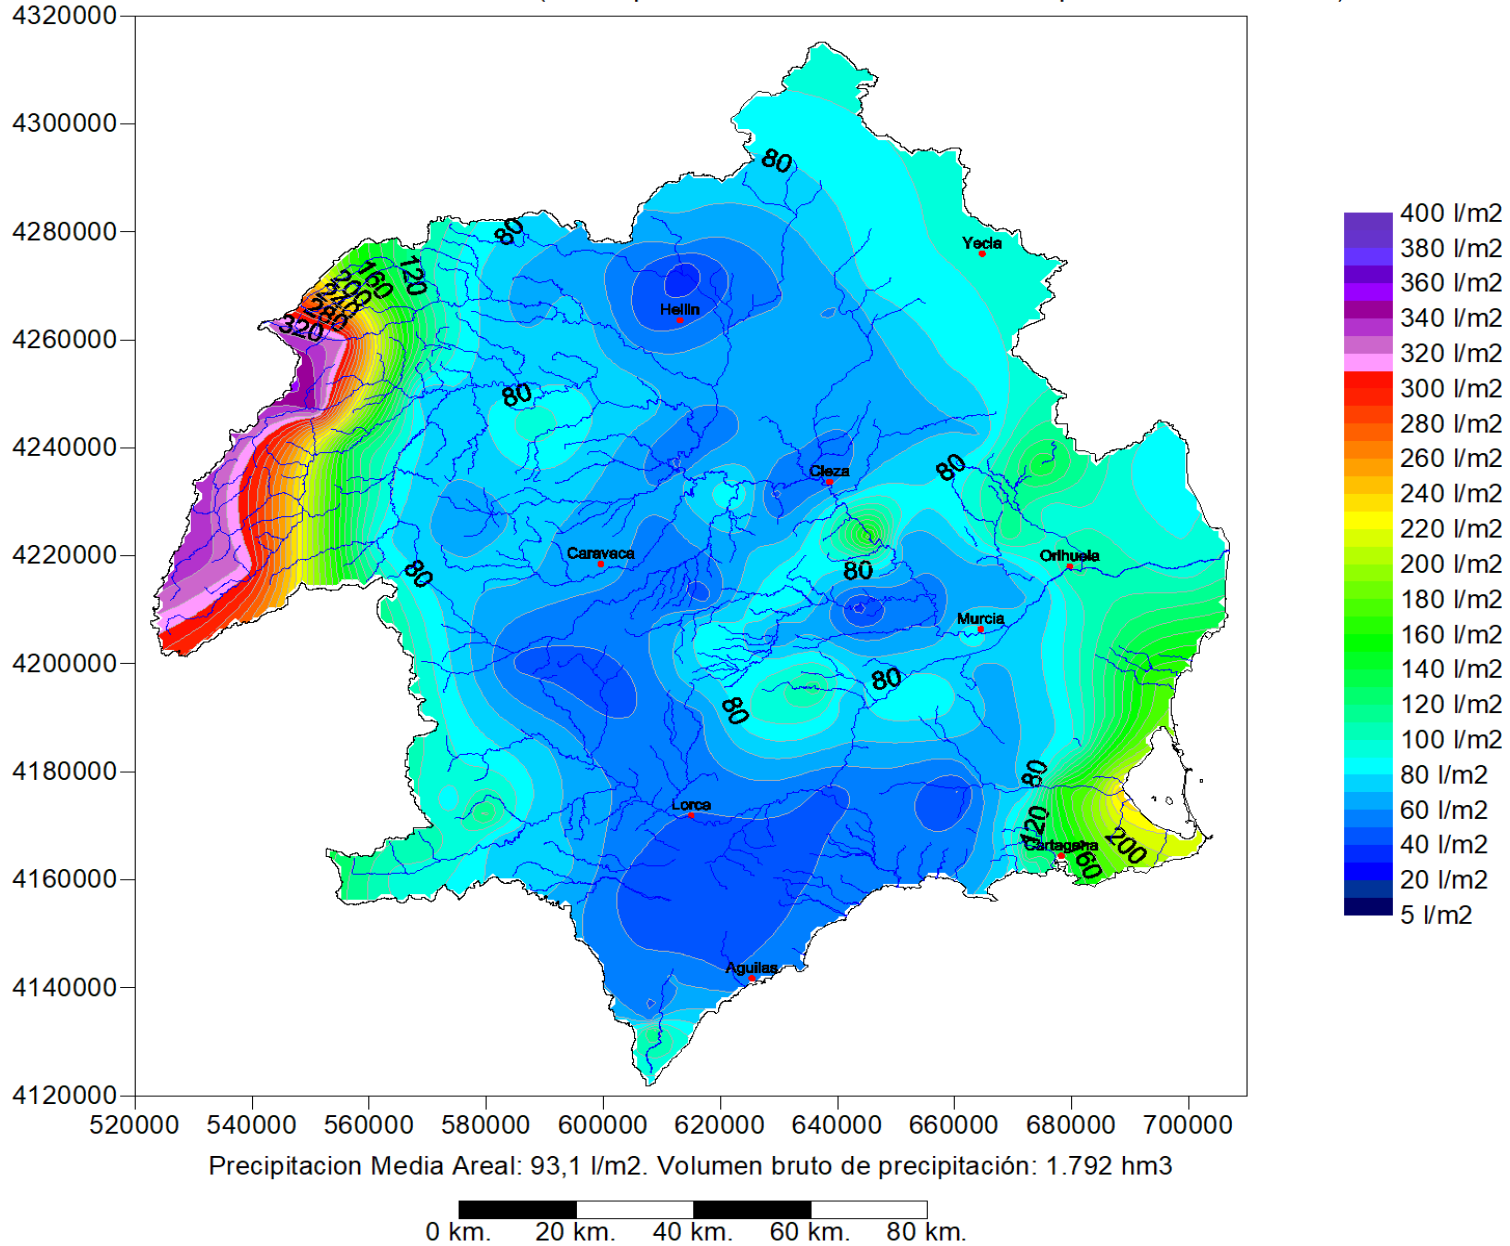 4320000
4300000
4280000
4260000
4240000
4220000
4200000
4180000
4160000
4140000
4120000
520000 540000 560000 580000 600000 620000 640000 660000 680000 700000
80
80
120
160
200
240
280
320
Yecla
Hellin
80
Cieza
80
Caravaca
80
80
Orihuela
Murcia
80
80
80
Lorca
120
Cartagena
160
200
Aguilas
400 l/m2
380 l/m2
360 l/m2
340 l/m2
320 l/m2
300 l/m2
280 l/m2
260 l/m2
240 l/m2
220 l/m2
200 l/m2
180 l/m2
160 l/m2
140 l/m2
120 l/m2
100 l/m2
80 l/m2
60 l/m2
40 l/m2
20 l/m2
5 l/m2
Precipitacion Media Areal: 93,1 l/m2. Volumen bruto de precipitación: 1.792 hm3
0 km. 20 km. 40 km. 60 km. 80 km.